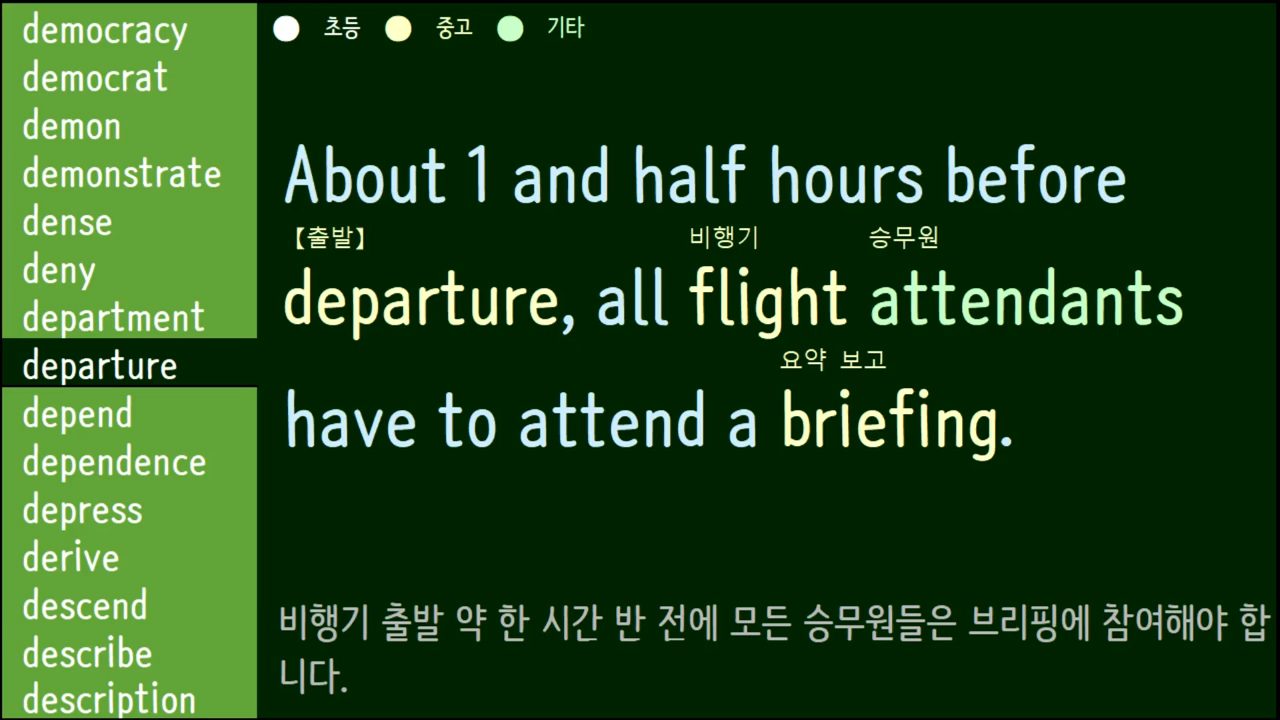 democracy
democrat
demon
demonstrate
dense
deny
department
departure
depend
dependence
depress
derive
descend
describe
description
초등 중고 기타
About 1 and half hours before
【출발】 비행기 승무원
departure, all flight attendants
요약 보고
have to attend a briefing.
비행기 출발 약 한 시간 반 전에 모든 승무원들은 브리핑에 참여해야 합
니다.